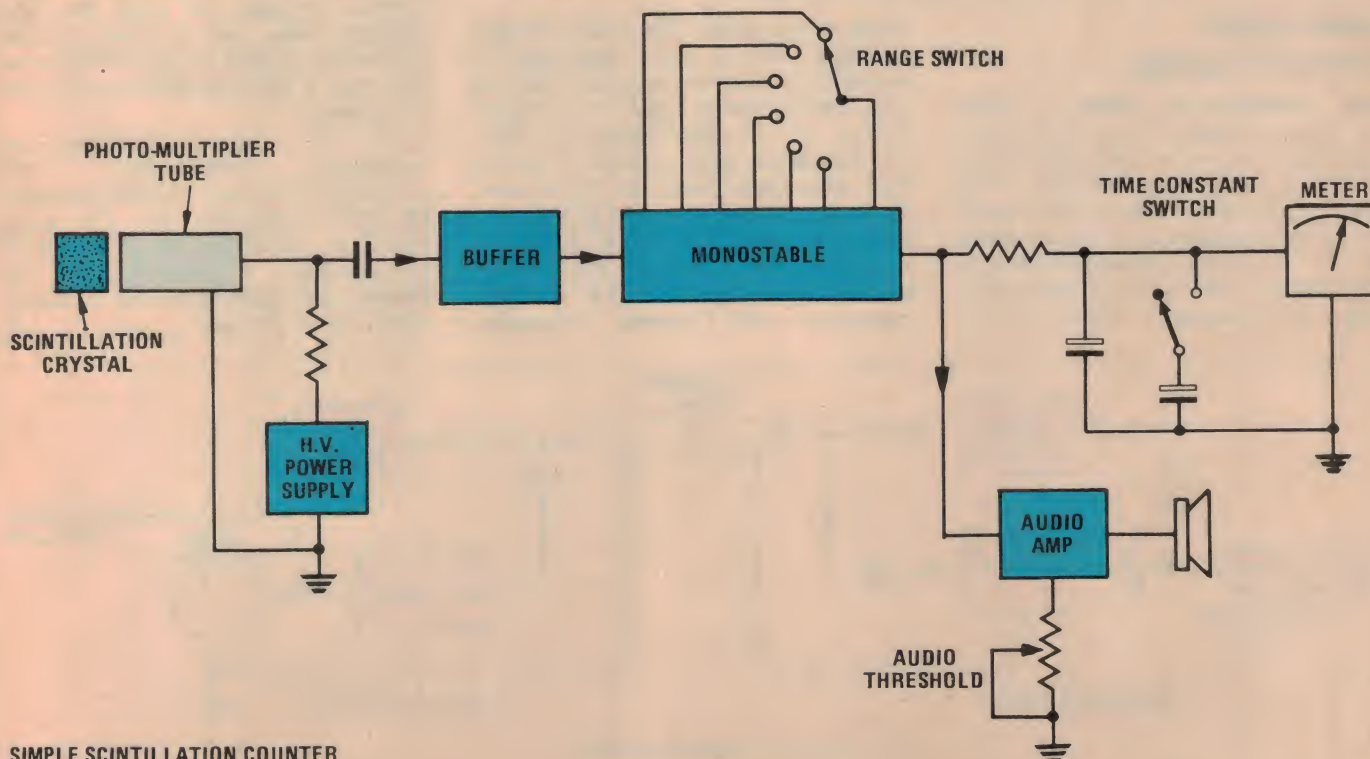 RANGE SWITCH
PHOTO-MULTIPLIER
TUBE
TIME CONSTANT
SWITCH
METER
BUFFER
MONOSTABLE
SCINTILLATION
CRYSTAL
H.V.
POWER
SUPPLY
AUDIO
AMP
AUDIO
THRESHOLD
SIMPLE SCINTILLATION COUNTER